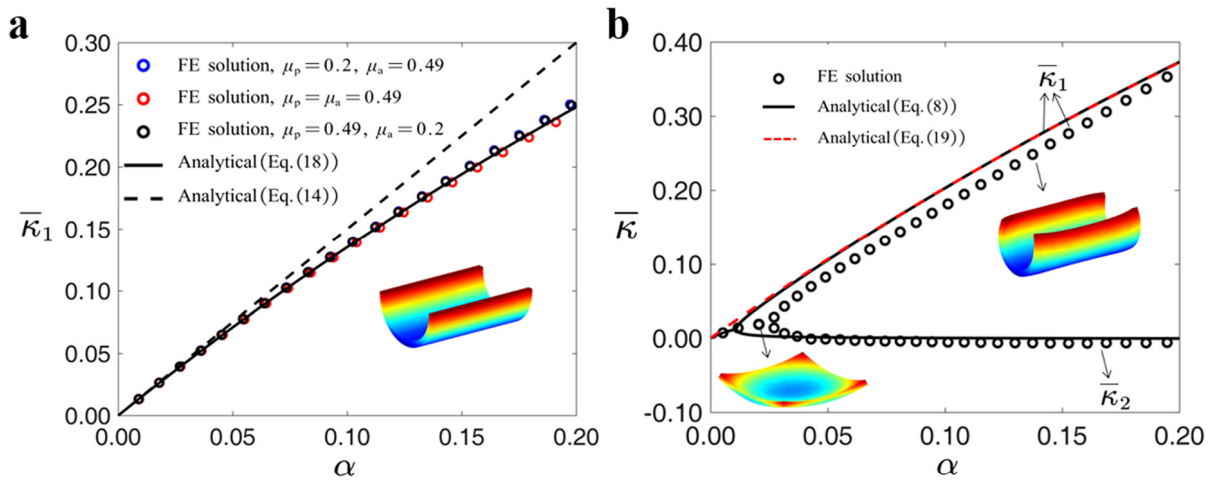 a
0.30
0.25
0.20
0.15
0.10
0.05
0.00
κ̄₁
FE solution, μₚ = 0.2, μₐ = 0.49
FE solution, μₚ = μₐ = 0.49
FE solution, μₚ = 0.49, μₐ = 0.2
Analytical (Eq. (18))
Analytical (Eq. (14))
0.00 0.05 0.10 0.15 0.20
α
b
0.40
0.30
0.20
0.10
0.00
-0.10
κ̄
FE solution
Analytical (Eq. (8))
Analytical (Eq. (19))
κ̄₁
κ̄₂
0.00 0.05 0.10 0.15 0.20
α